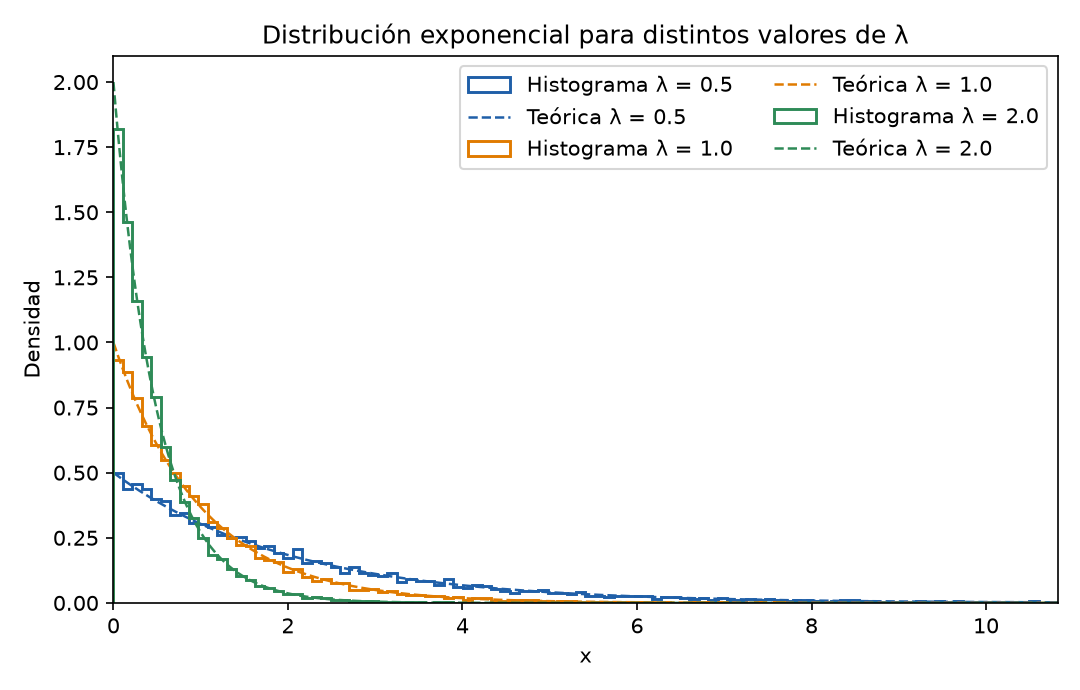 Distribución exponencial para distintos valores de λ
Histograma λ = 0.5
Teórica λ = 0.5
Histograma λ = 1.0
Teórica λ = 1.0
Histograma λ = 2.0
Teórica λ = 2.0
Densidad
2.00
1.75
1.50
1.25
1.00
0.75
0.50
0.25
0.00
0
2
4
6
8
10
x